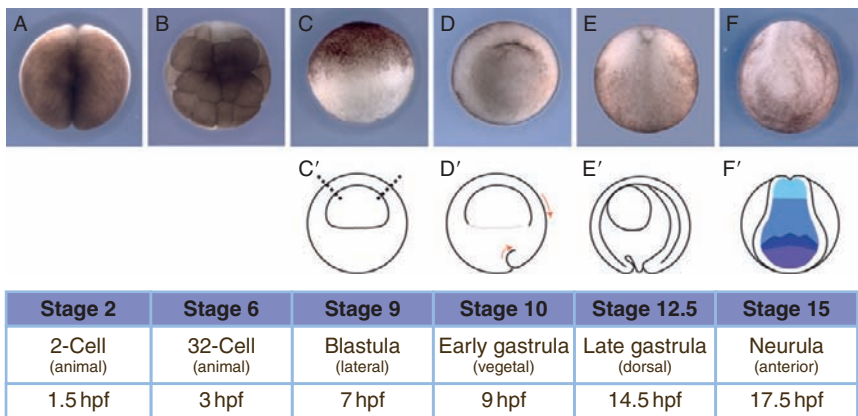 A B C D E F
C′ D′ E′ F′
Stage 2 Stage 6 Stage 9 Stage 10 Stage 12.5 Stage 15
2-Cell 32-Cell Blastula Early gastrula Late gastrula Neurula
(animal) (animal) (lateral) (vegetal) (dorsal) (anterior)
1.5 hpf 3 hpf 7 hpf 9 hpf 14.5 hpf 17.5 hpf